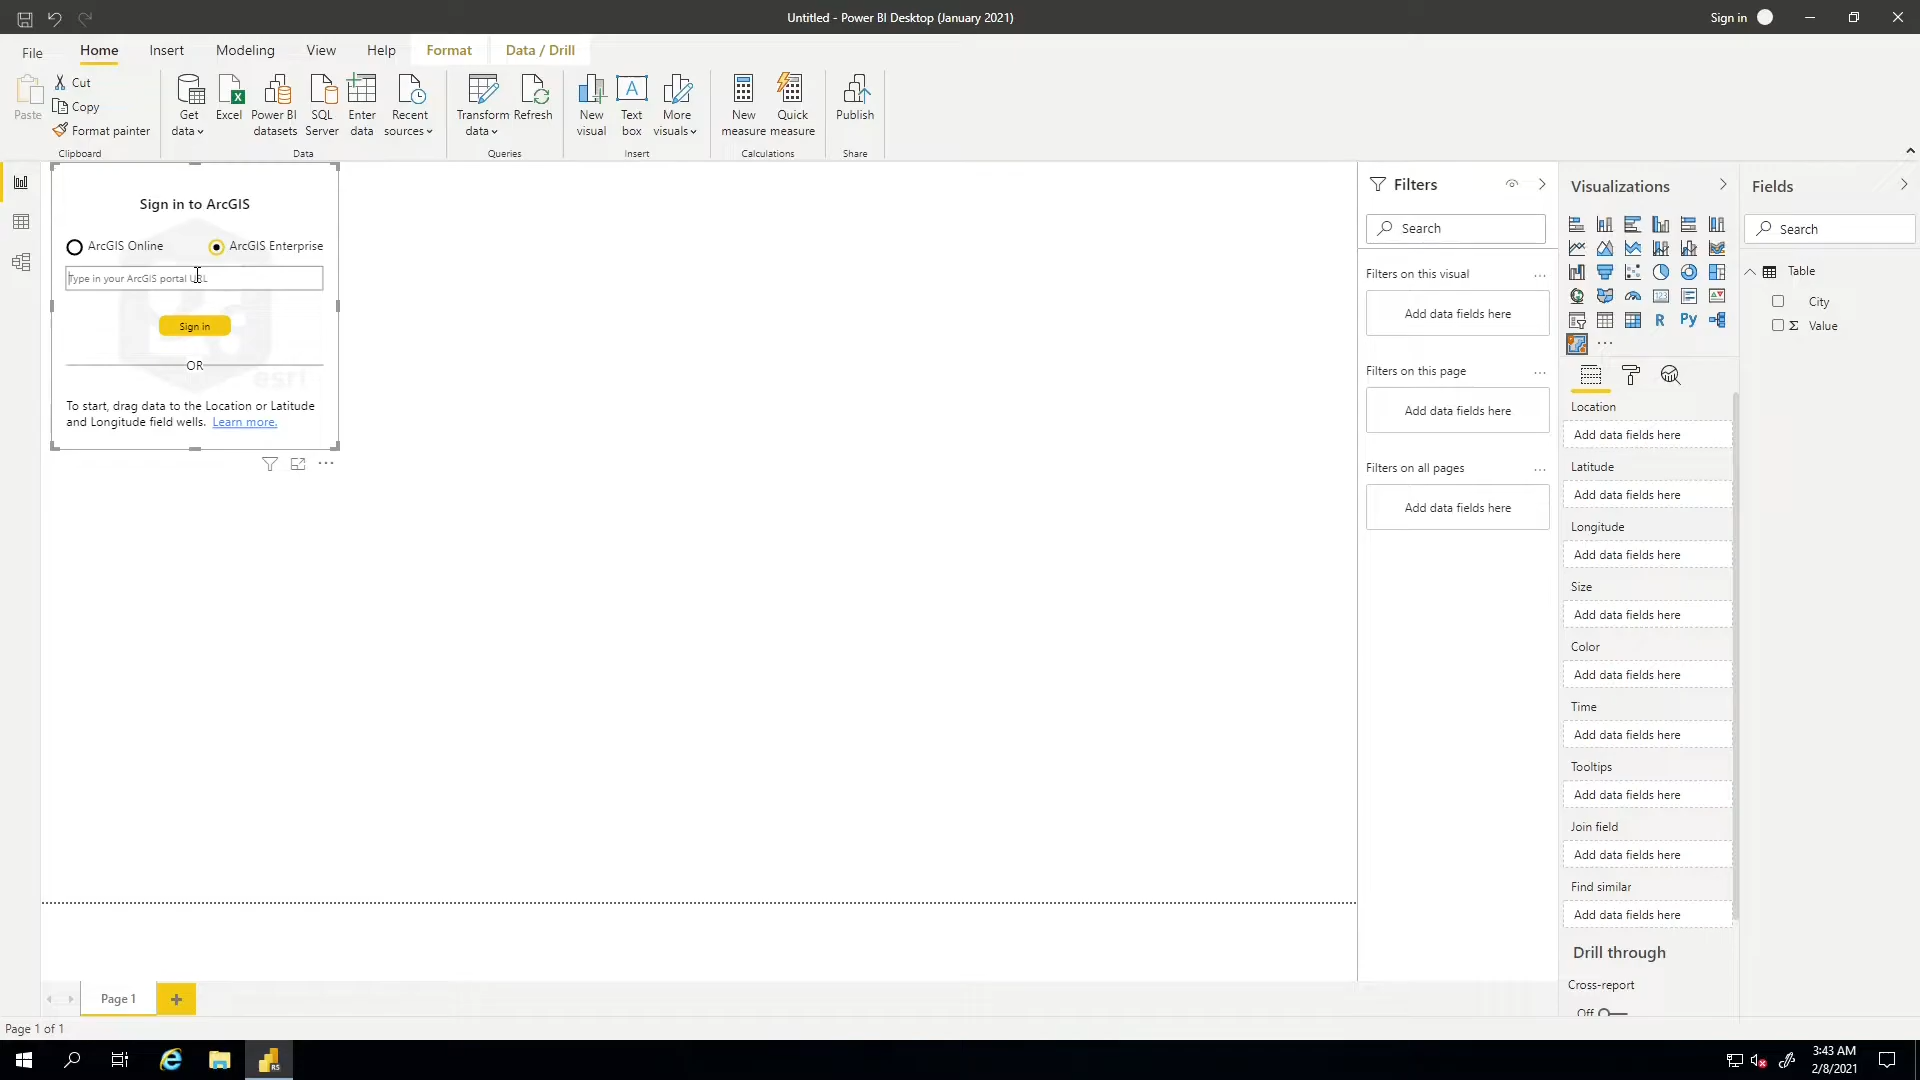 Untitled - Power BI Desktop (January 2021)
Sign in
File
Home
Insert
Modeling
View
Help
Format
Data / Drill
Paste
Cut
Copy
Format painter
Clipboard
Get data
Excel
Power BI datasets
SQL Server
Enter data
Recent sources
Data
Transform data
Refresh
Queries
New visual
Text box
More visuals
Insert
New measure
Quick measure
Calculations
Publish
Share
Sign in to ArcGIS
ArcGIS Online
ArcGIS Enterprise
Type in your ArcGIS portal URL
Sign in
OR
esri
To start, drag data to the Location or Latitude
and Longitude field wells. Learn more.
Filters
Search
Filters on this visual
Add data fields here
Filters on this page
Add data fields here
Filters on all pages
Add data fields here
Visualizations
R
Py
Location
Add data fields here
Latitude
Add data fields here
Longitude
Add data fields here
Size
Add data fields here
Color
Add data fields here
Time
Add data fields here
Tooltips
Add data fields here
Join field
Add data fields here
Find similar
Add data fields here
Drill through
Cross-report
Off
Fields
Search
Table
City
Σ Value
Page 1
Page 1 of 1
3:43 AM
2/8/2021